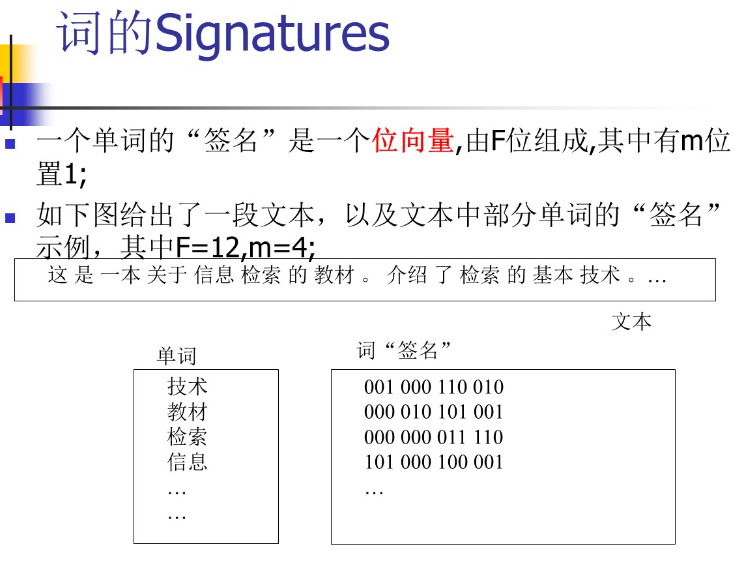 词的Signatures
一个单词的“签名”是一个位向量,由F位组成,其中有m位
置1;
如下图给出了一段文本，以及文本中部分单词的“签名”
示例，其中F=12,m=4;
这 是 一本 关于 信息 检索 的 教材 。 介绍 了 检索 的 基本 技术 。…
文本
单词
词“签名”
技术 001 000 110 010
教材 000 010 101 001
检索 000 000 011 110
信息 101 000 100 001
… …
…